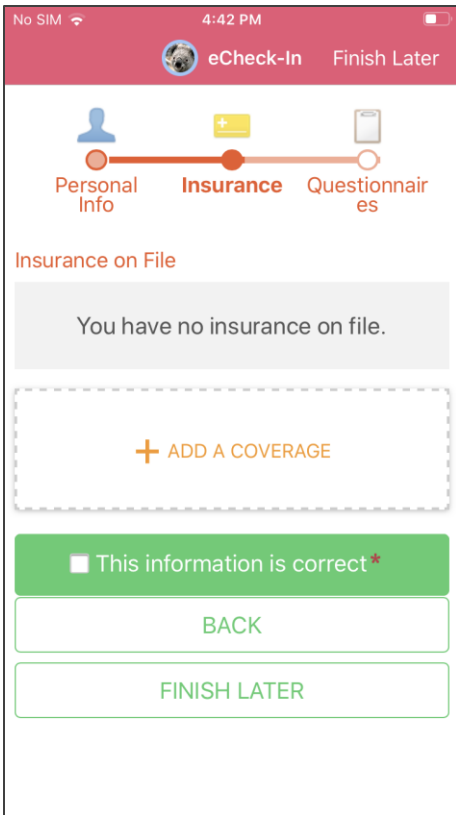 No SIM 4:42 PM
eCheck-In Finish Later
Personal Info
Insurance
Questionnair
es
Insurance on File
You have no insurance on file.
+ ADD A COVERAGE
This information is correct*
BACK
FINISH LATER